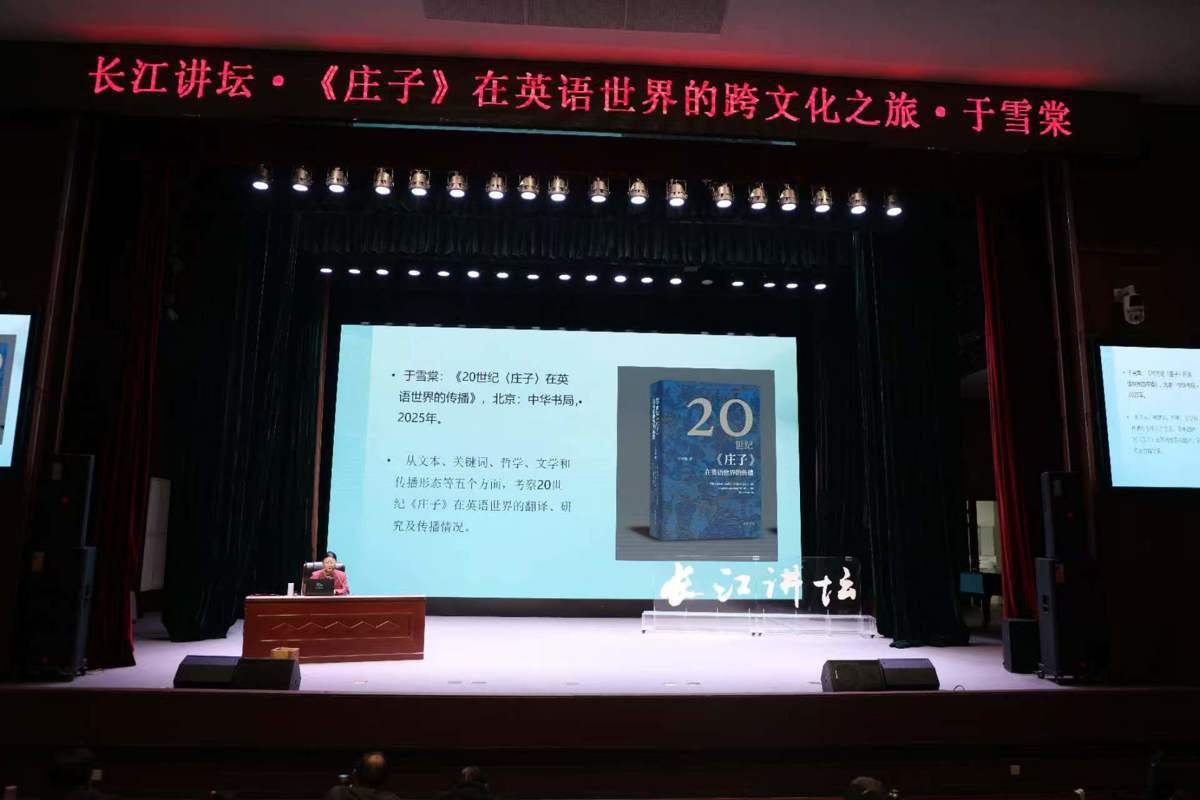 长江讲坛·《庄子》在英语世界的跨文化之旅·于雪棠
• 于雪棠：《20世纪〈庄子〉在英
语世界的传播》，北京：中华书局，•
2025年。
• 从文本、关键词、哲学、文学和
传播形态等五个方面，考察20世
纪《庄子》在英语世界的翻译、研
究及传播情况。
20
世纪
《庄子》
在英语世界的传播
长江讲坛